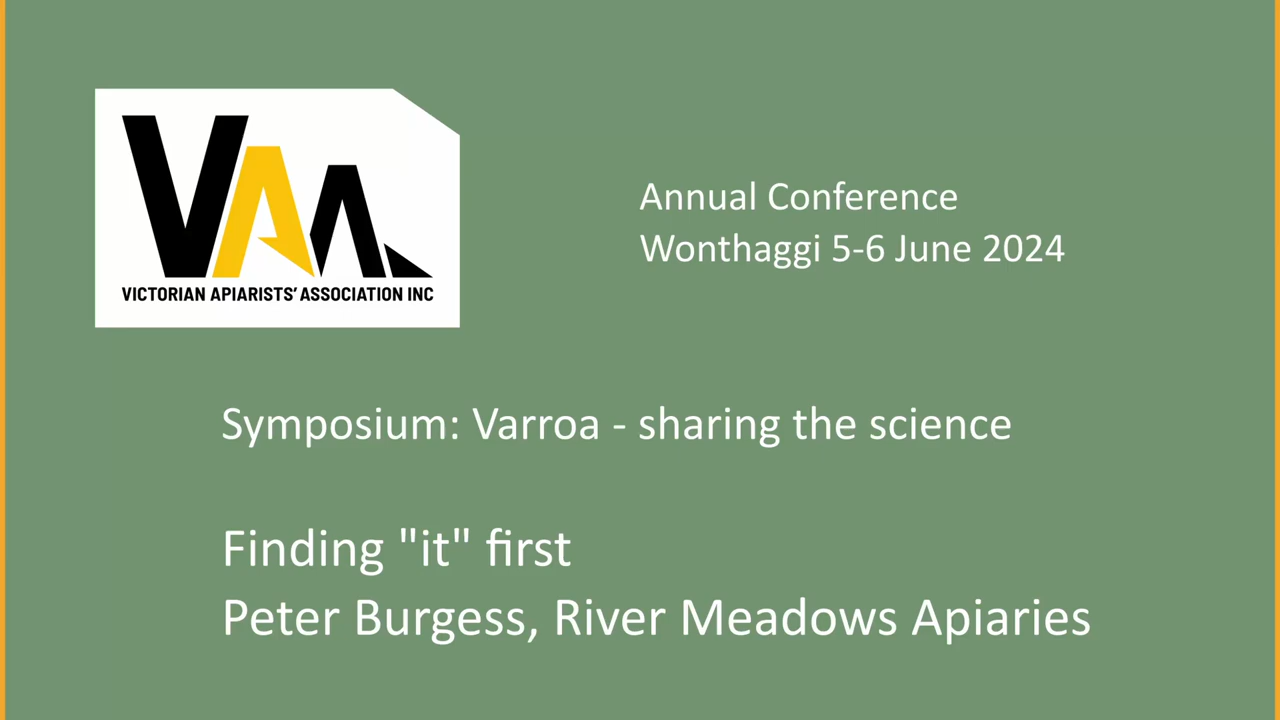 VAA
VICTORIAN APIARISTS' ASSOCIATION INC
Annual Conference
Wonthaggi 5-6 June 2024
Symposium: Varroa - sharing the science
Finding "it" first
Peter Burgess, River Meadows Apiaries